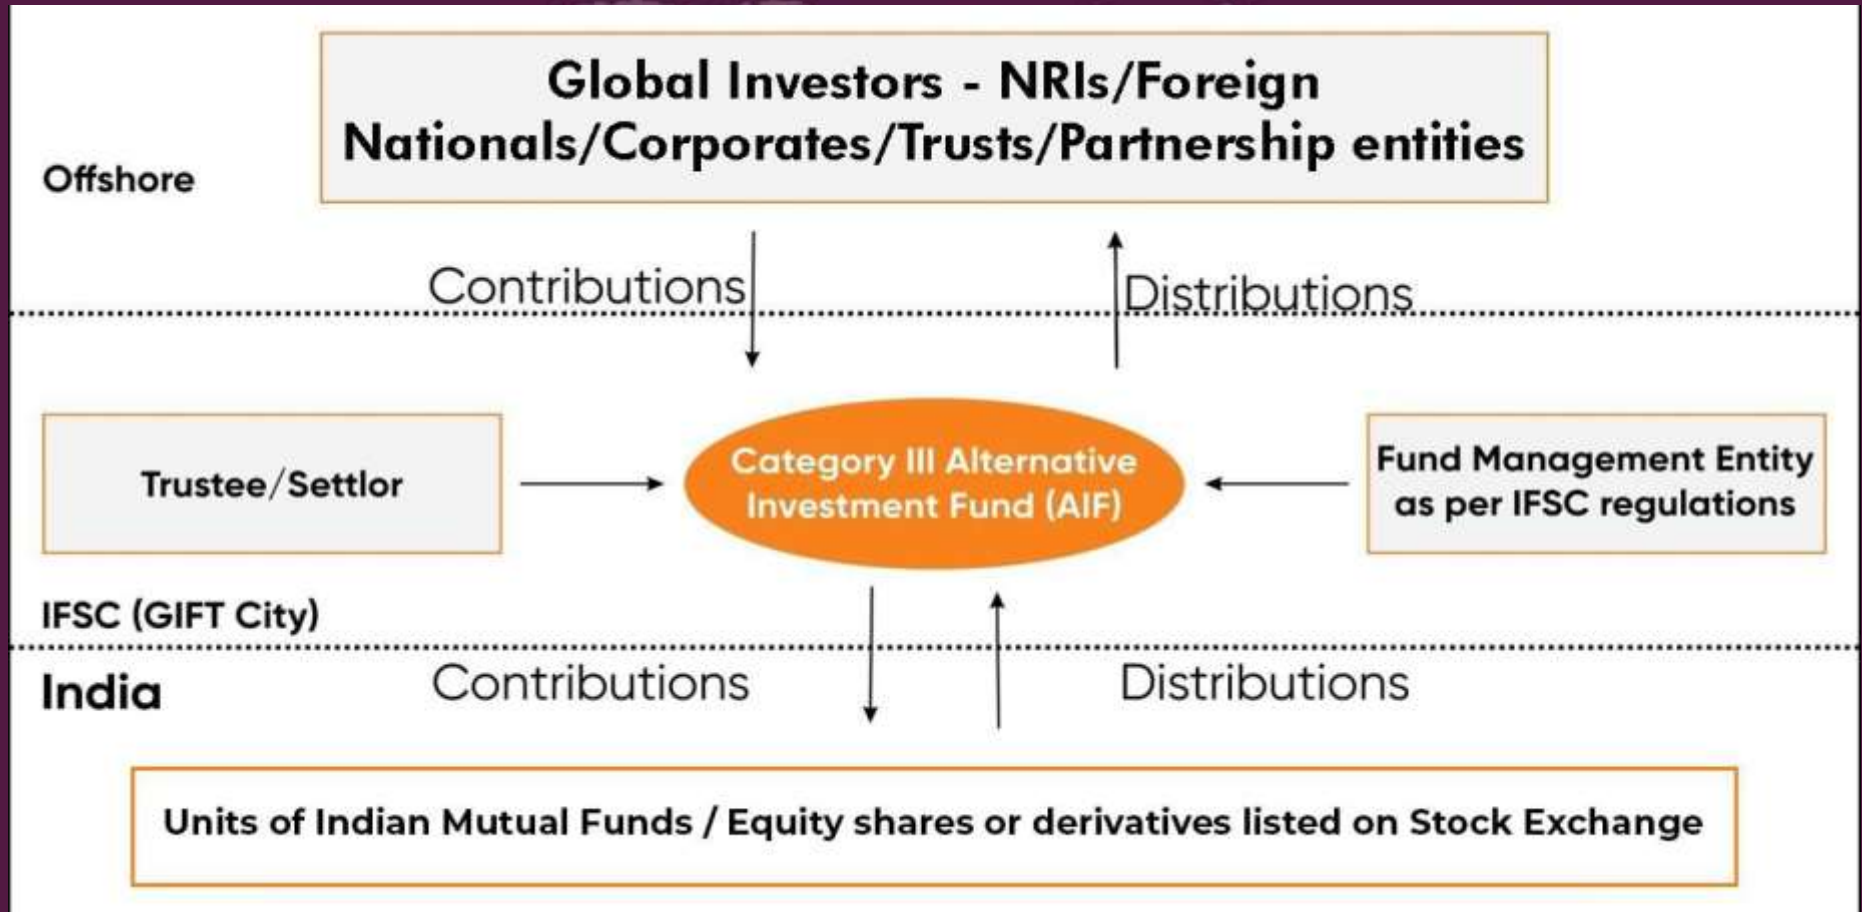 Global Investors - NRIs/Foreign
Nationals/Corporates/Trusts/Partnership entities
Offshore
Contributions
Distributions
Trustee/Settlor
Category III Alternative
Investment Fund (AIF)
Fund Management Entity
as per IFSC regulations
IFSC (GIFT City)
India
Contributions
Distributions
Units of Indian Mutual Funds / Equity shares or derivatives listed on Stock Exchange